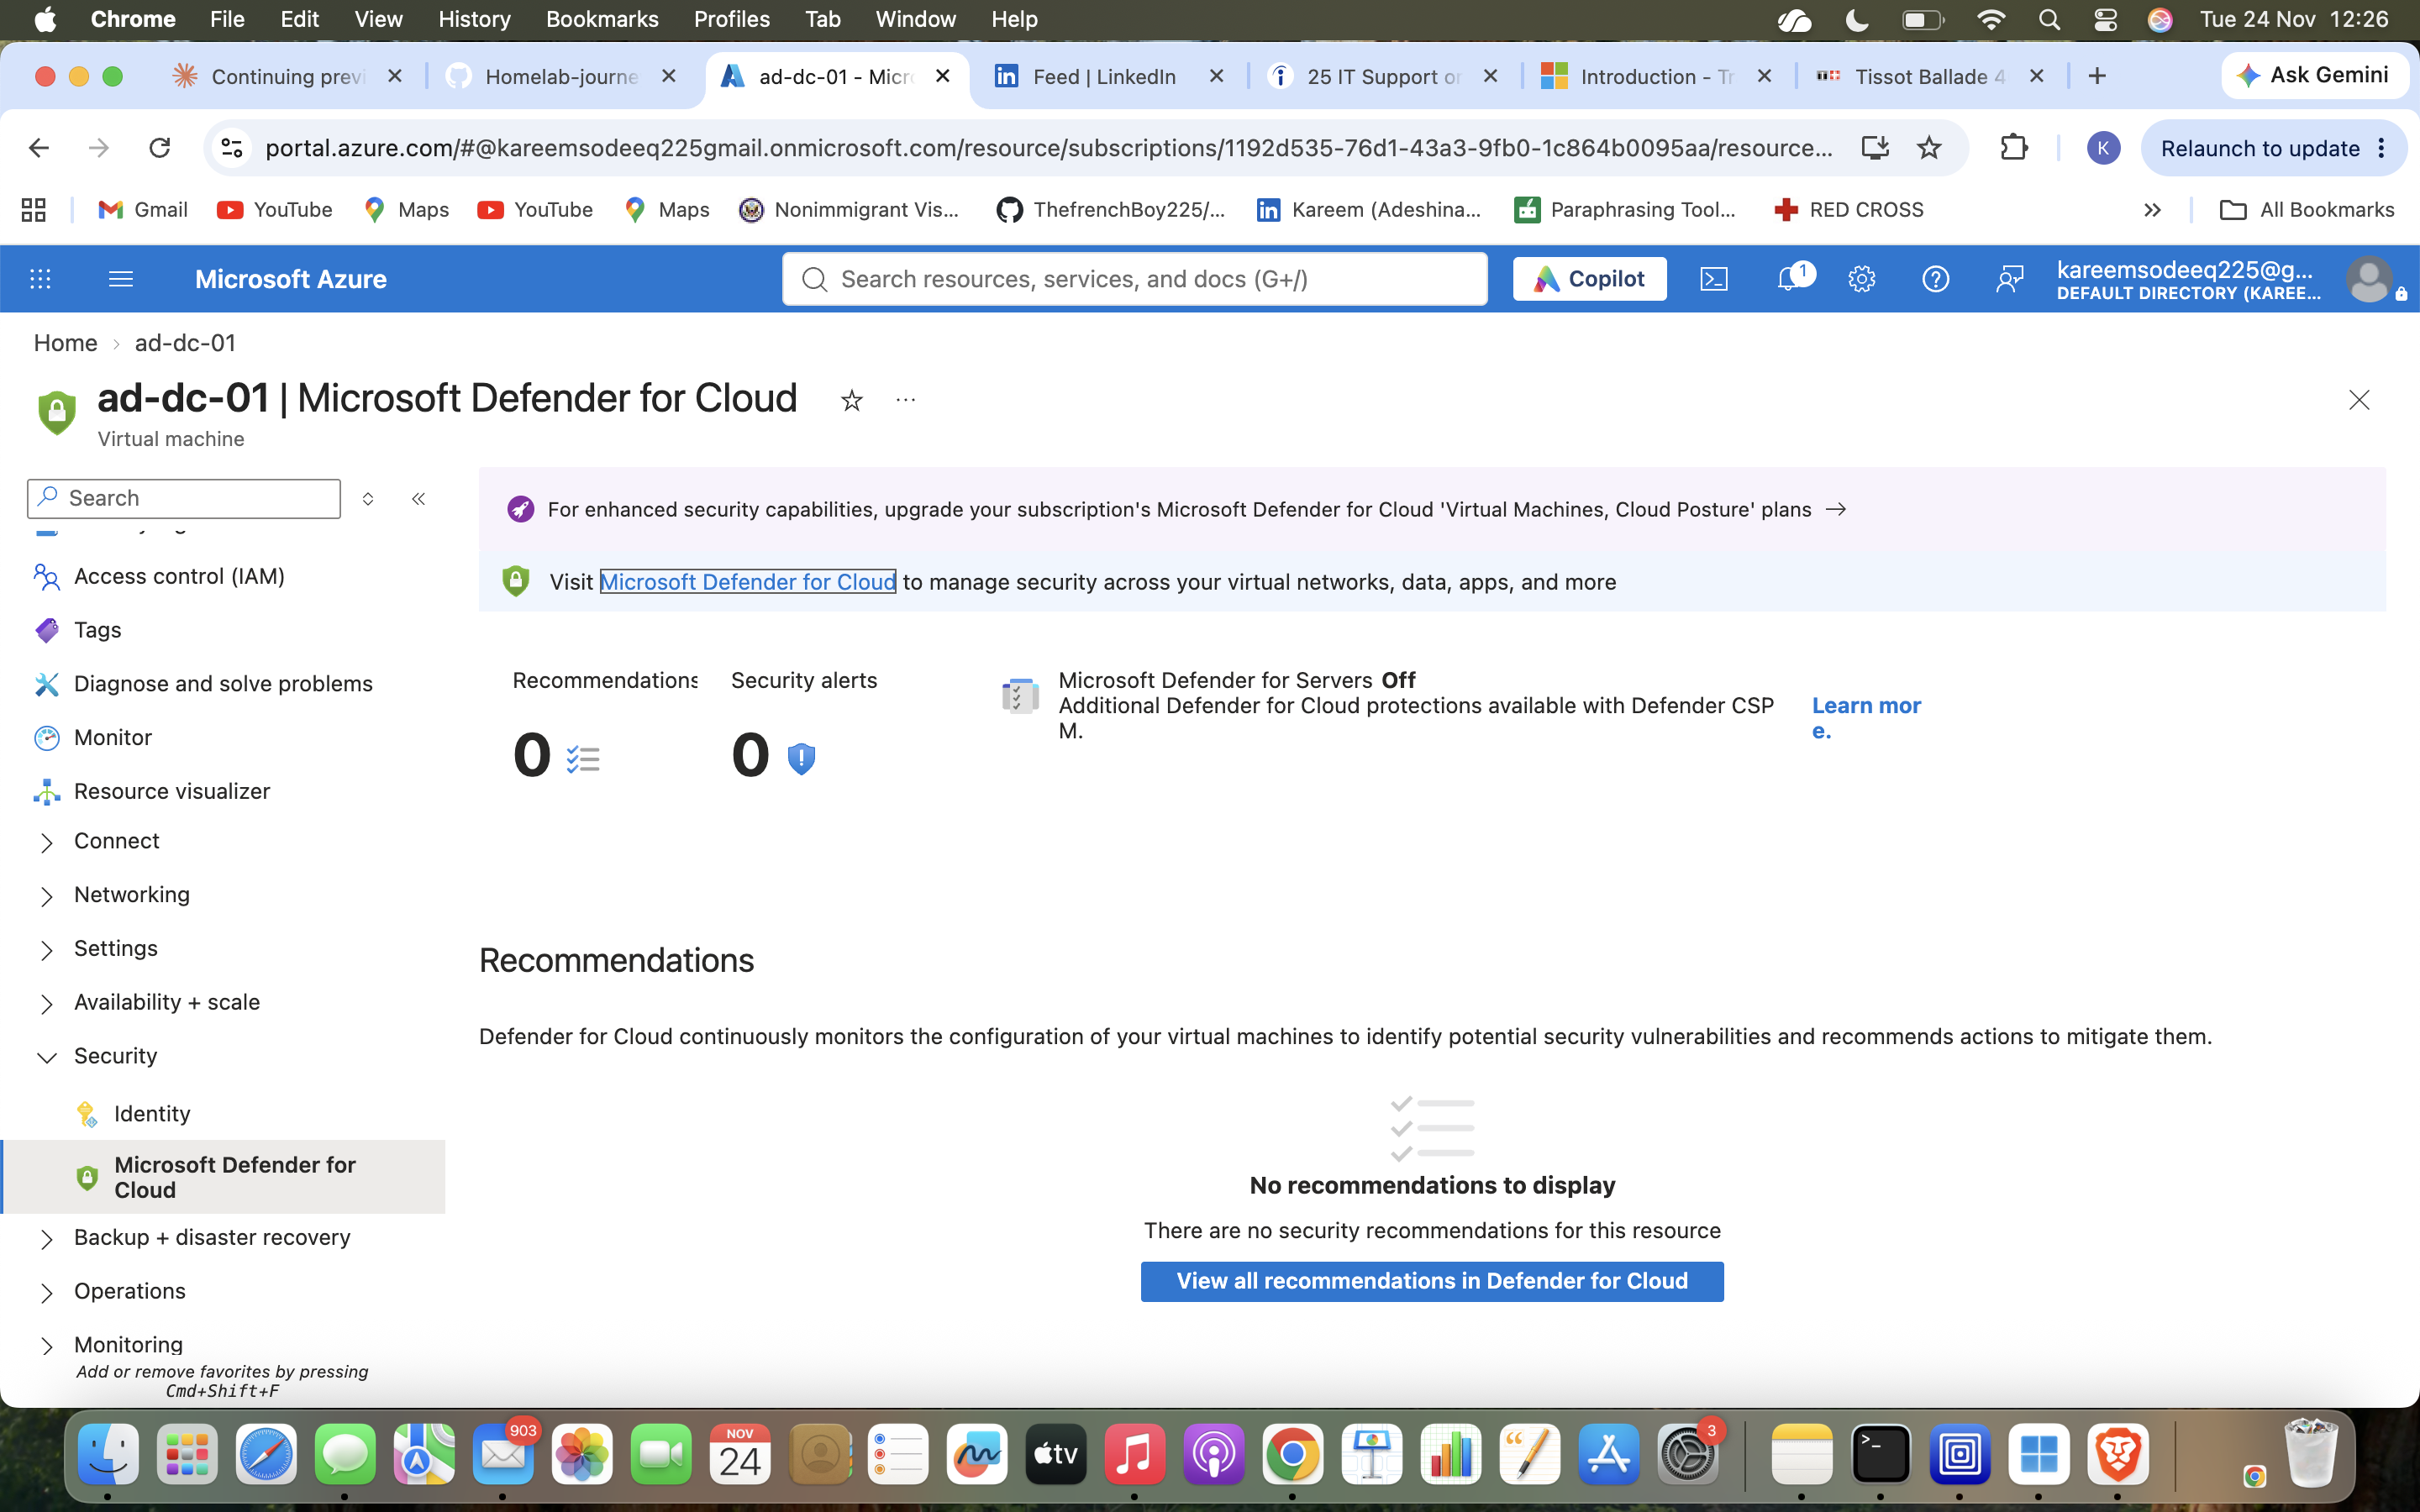 Chrome File Edit View History Bookmarks Profiles Tab Window Help Tue 24 Nov 12:26
Continuing previ Homelab-journe ad-dc-01 - Micr Feed | LinkedIn 25 IT Support or Introduction - Tr Tissot Ballade 4 Ask Gemini
portal.azure.com/#@kareemsodeeq225gmail.onmicrosoft.com/resource/subscriptions/1192d535-76d1-43a3-9fb0-1c864b0095aa/resource... K Relaunch to update
Gmail YouTube Maps YouTube Maps Nonimmigrant Vis... ThefrenchBoy225/... Kareem (Adeshina... Paraphrasing Tool... RED CROSS All Bookmarks
Microsoft Azure Search resources, services, and docs (G+/) Copilot 1 kareemsodeeq225@g...
DEFAULT DIRECTORY (KAREE...
Home > ad-dc-01
ad-dc-01 | Microsoft Defender for Cloud
Virtual machine
Search
Access control (IAM)
Tags
Diagnose and solve problems
Monitor
Resource visualizer
Connect
Networking
Settings
Availability + scale
Security
Identity
Microsoft Defender for
Cloud
Backup + disaster recovery
Operations
Monitoring
Add or remove favorites by pressing
Cmd+Shift+F
For enhanced security capabilities, upgrade your subscription's Microsoft Defender for Cloud 'Virtual Machines, Cloud Posture' plans →
Visit Microsoft Defender for Cloud to manage security across your virtual networks, data, apps, and more
Recommendations
0
Security alerts
0
Microsoft Defender for Servers Off
Additional Defender for Cloud protections available with Defender CSP
M.
Learn mor
e.
Recommendations
Defender for Cloud continuously monitors the configuration of your virtual machines to identify potential security vulnerabilities and recommends actions to mitigate them.
No recommendations to display
There are no security recommendations for this resource
View all recommendations in Defender for Cloud
903
NOV
24
tv
3